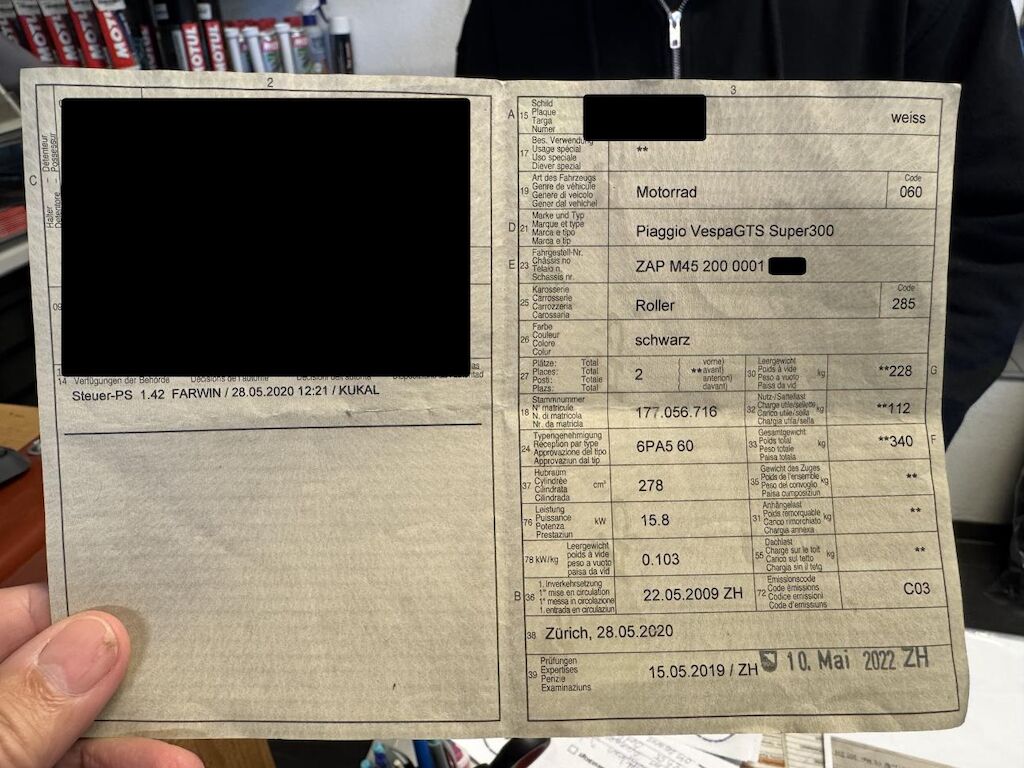 MOTUL
MOTUL
MOTUL
2
Détenteur
Possessur
C
Halter
Detentore
09
14 Verfügungen der Behörde Décisions de l'autorité
Steuer-PS 1.42 FARWIN / 28.05.2020 12:21 / KUKAL
3
A 15 Schild
Plaque
Targa
Numer
weiss
17 Bes. Verwendung
Usage spécial
Uso speciale
Diever spezial
**
19 Art des Fahrzeugs
Genre de véhicule
Genere di veicolo
Gener dal vehichel
Motorrad
Code
060
D 21 Marke und Typ
Marque et type
Marca e tipo
Marca e tip
Piaggio VespaGTS Super300
E 23 Fahrgestell-Nr.
Châssis no
Telaio n.
Schassis nr.
ZAP M45 200 0001
25 Karosserie
Carrosserie
Carrozzeria
Carossaria
Roller
Code
285
26 Farbe
Couleur
Colore
Colur
schwarz
27 Plätze: Total
Places: Total
Posti: Totale
Plazs: Total
2
vorne)
**avant)
anteriori)
davant)
30 Leergewicht
Poids à vide
Peso a vuoto
Paisa da vid
kg
**228
G
18 Stammnummer
N° matricule
N. di matricola
Nr. da matricla
177.056.716
32 Nutz-/Sattellast
Charge utile/sellette
Carico utile/sella
Chargia utila/sella
kg
**112
24 Typengenehmigung
Réception par type
Approvazione del tipo
Approvaziun dal tip
6PA5 60
33 Gesamtgewicht
Poids total
Peso totale
Paisa totala
kg
**340
F
37 Hubraum
Cylindrée
Cilindrata
Cilindrada
cm³
278
35 Gewicht des Zuges
Poids de l'ensemble
Peso del convoglio
Paisa cumposiziun
kg
**
76 Leistung
Puissance
Potenza
Prestaziun
kW
15.8
31 Anhängelast
Poids remorquable
Carico rimorchiato
Chargia annexa
kg
**
78 kW/kg Leergewicht
poids à vide
peso a vuoto
paisa da vid
0.103
55 Dachlast
Charge sur le toit
Carico sul tetto
Chargia sin il tetg
kg
**
B 36 1. Inverkehrsetzung
1re mise en circulation
1a messa in circolazione
1. entrada en circulaziun
22.05.2009 ZH
72 Emissionscode
Code émissions
Codice emissioni
Code d'emissiuns
C03
38 Zürich, 28.05.2020
39 Prüfungen
Expertises
Perizie
Examinaziuns
15.05.2019 / ZH
10. Mai 2022 ZH